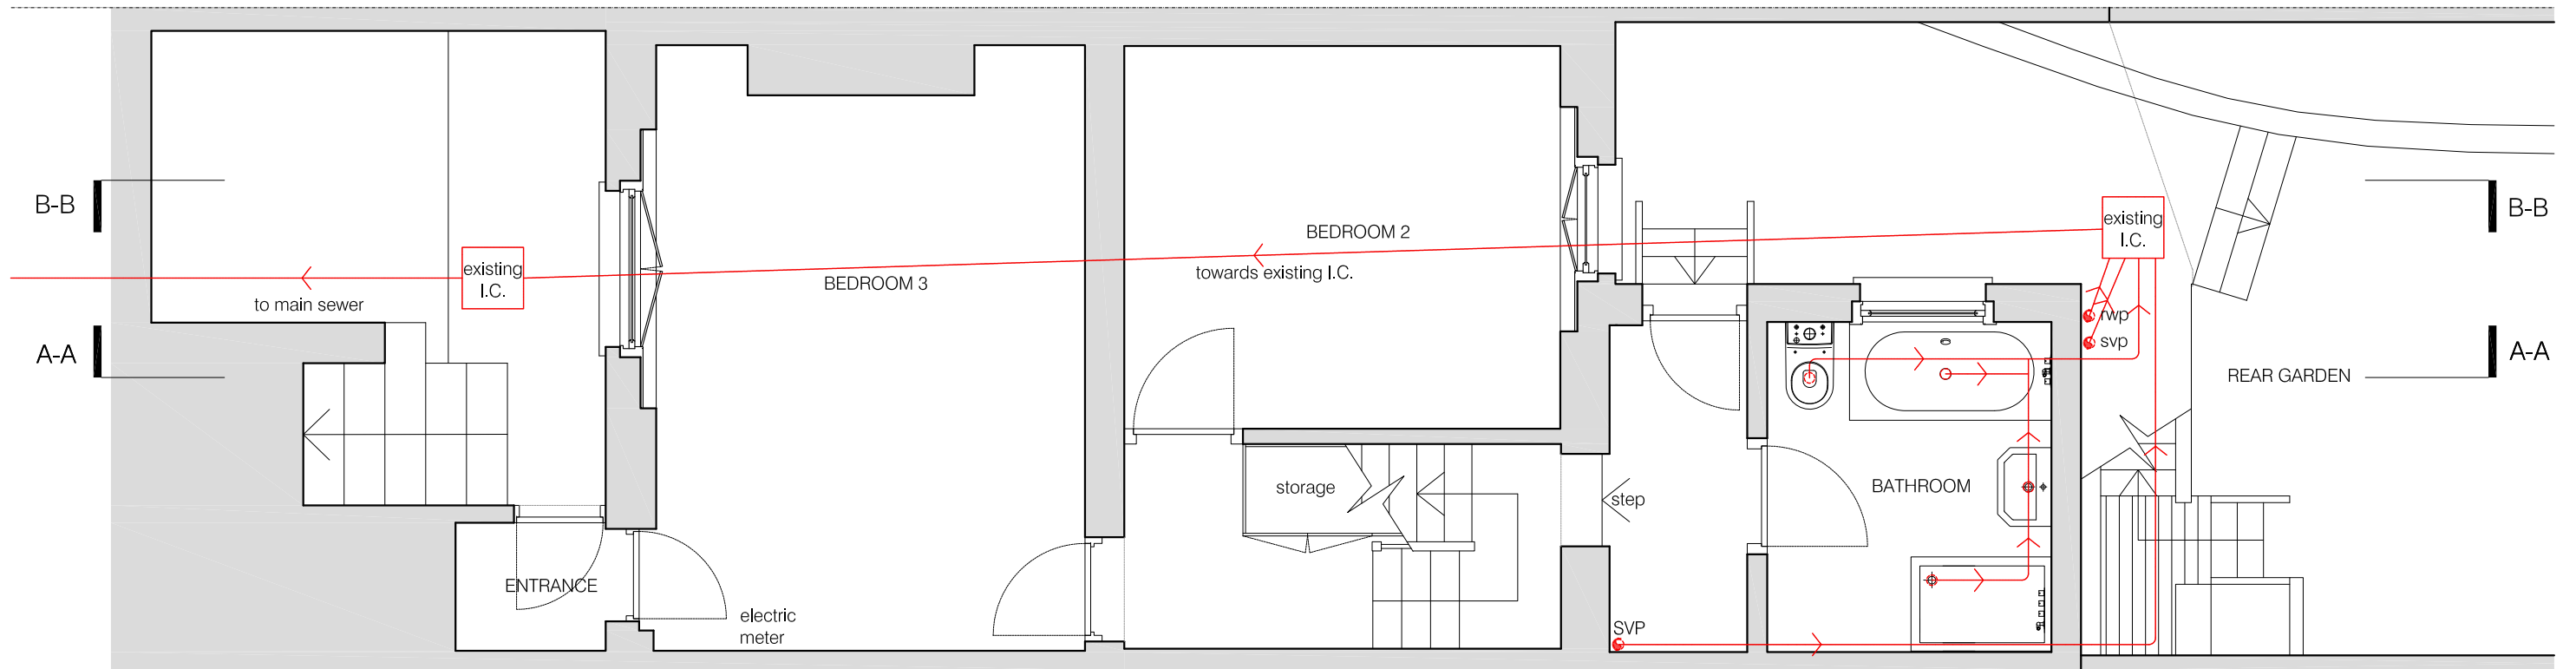 B-B
A-A
existing
I.C.
to main sewer
ENTRANCE
BEDROOM 3
electric
meter
BEDROOM 2
towards existing I.C.
storage
step
SVP
BATHROOM
existing
I.C.
rwp
svp
REAR GARDEN
B-B
A-A